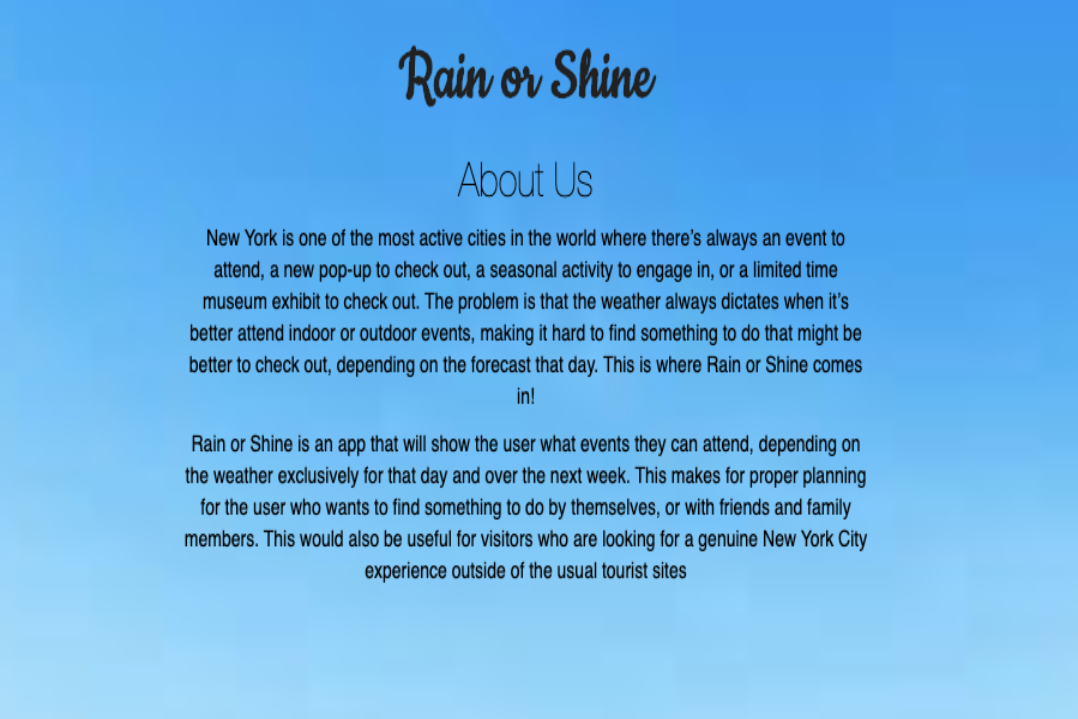 Rain or Shine
About Us
New York is one of the most active cities in the world where there’s always an event to
attend, a new pop-up to check out, a seasonal activity to engage in, or a limited time
museum exhibit to check out. The problem is that the weather always dictates when it’s
better attend indoor or outdoor events, making it hard to find something to do that might be
better to check out, depending on the forecast that day. This is where Rain or Shine comes
in!
Rain or Shine is an app that will show the user what events they can attend, depending on
the weather exclusively for that day and over the next week. This makes for proper planning
for the user who wants to find something to do by themselves, or with friends and family
members. This would also be useful for visitors who are looking for a genuine New York City
experience outside of the usual tourist sites